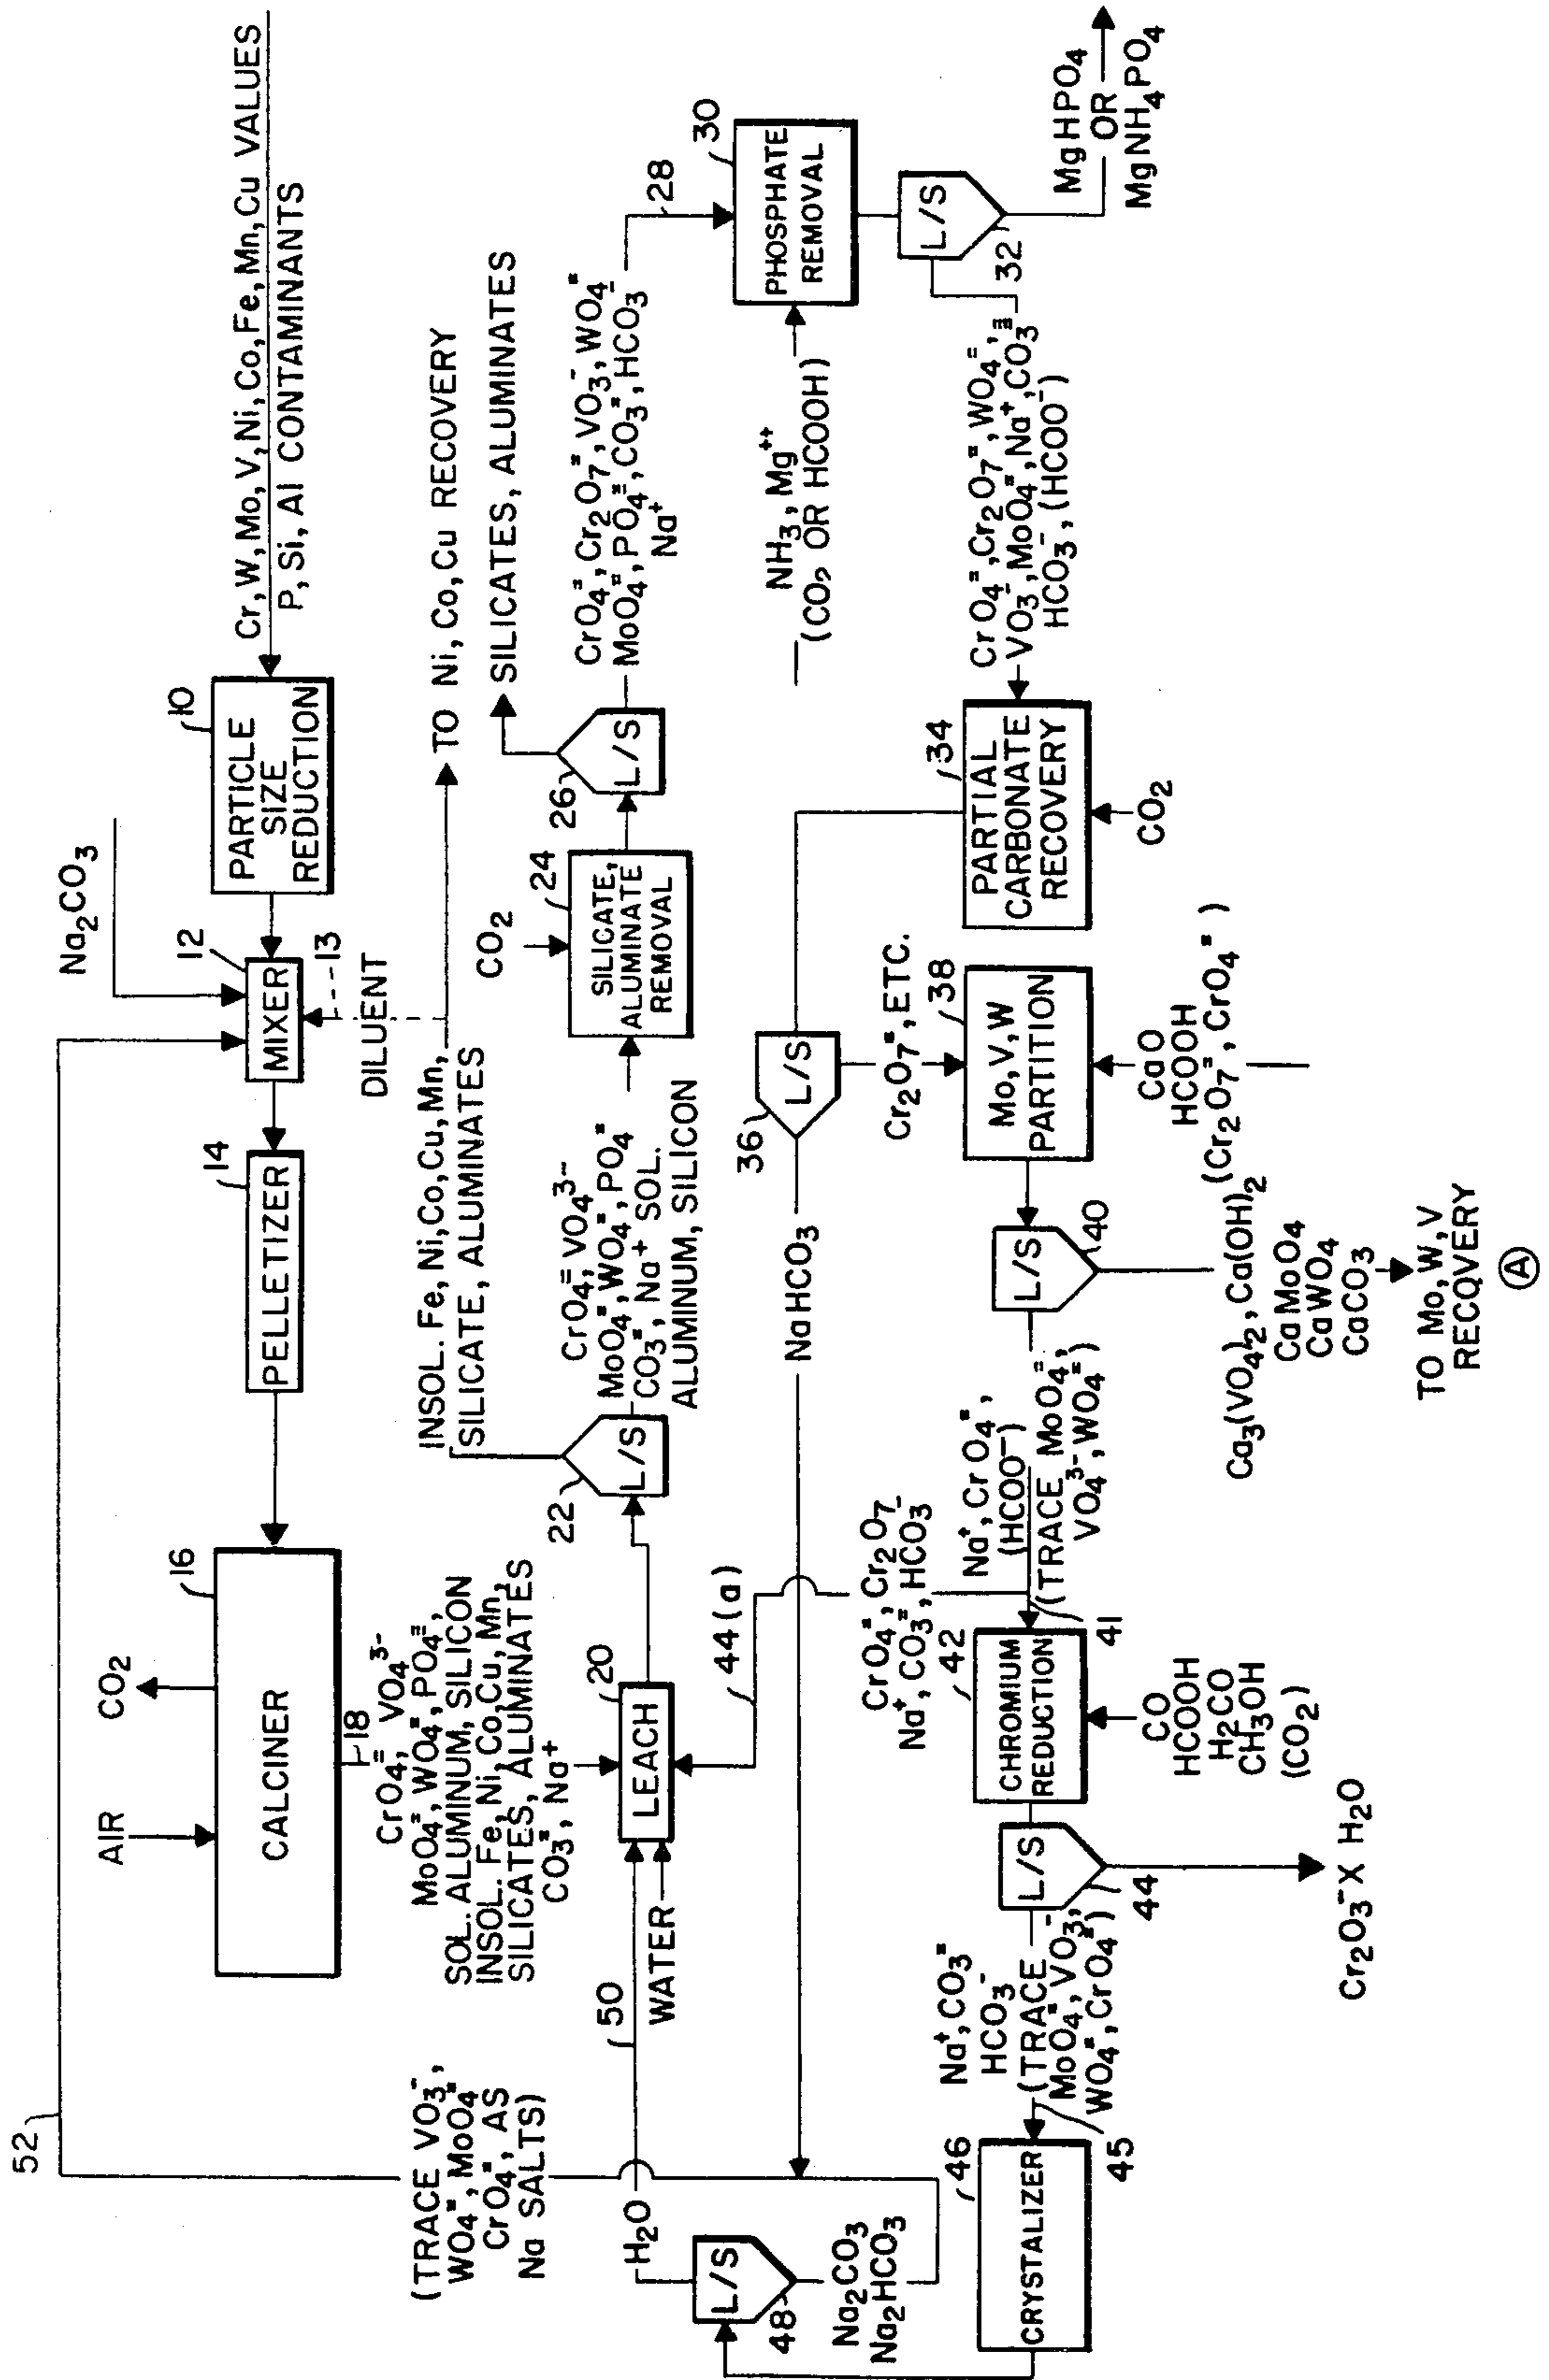 Cr, W, Mo, V, Ni, Co, Fe, Mn, Cu VALUES
P, Si, Al CONTAMINANTS
10
PARTICLE
SIZE
REDUCTION
Na2CO3
12
MIXER
13
DILUENT
14
PELLETIZER
16
CALCINER
AIR
CO2
18
CrO4=, VO4 3-
MoO4=, WO4=, PO4≡,
SOL. ALUMINUM, SILICON
INSOL. Fe, Ni, Co, Cu, Mn,
SILICATES, ALUMINATES
CO3=, Na+
20
LEACH
50
WATER
44(a)
22
L/S
INSOL. Fe, Ni, Co, Cu, Mn,
SILICATE, ALUMINATES
TO Ni, Co, Cu RECOVERY
CrO4=, VO4 3-
MoO4=, WO4=, PO4≡
CO3=, Na+ SOL.
ALUMINUM, SILICON
CO2
24
SILICATE,
ALUMINATE
REMOVAL
26
L/S
SILICATES, ALUMINATES
CrO4=, Cr2O7=, VO3-, WO4=
MoO4=, PO4≡, CO3=, HCO3-
Na+
28
30
PHOSPHATE
REMOVAL
NH3, Mg++
(CO2 OR HCOOH)
32
L/S
MgHPO4
OR
MgNH4PO4
CrO4=, Cr2O7=, WO4=,
VO3-, MoO4=, Na+, CO3=
HCO3-, (HCOO-)
34
PARTIAL
CARBONATE
RECOVERY
CO2
36
L/S
NaHCO3
Cr2O7=, ETC.
38
Mo, V, W
PARTITION
CaO
HCOOH
(Cr2O7=, CrO4=)
40
L/S
Ca3(VO4)2, Ca(OH)2
CaMoO4
CaWO4
CaCO3
TO Mo, W, V
RECOVERY
A
Na+, CrO4=,
(HCOO-)
(TRACE MoO4=,
VO4 3-, WO4=)
41
CrO4=, Cr2O7=
Na+, CO3=, HCO3-
42
CHROMIUM
REDUCTION
CO
HCOOH
H2CO
CH3OH
(CO2)
44
L/S
Cr2O3-X H2O
Na+, CO3=
HCO3-
(TRACE
MoO4=, VO3-,
WO4=, CrO4=)
45
46
CRYSTALIZER
48
L/S
H2O
Na2CO3
Na2HCO3
(TRACE VO3-,
WO4=, MoO4=
CrO4=, AS
Na SALTS)
52